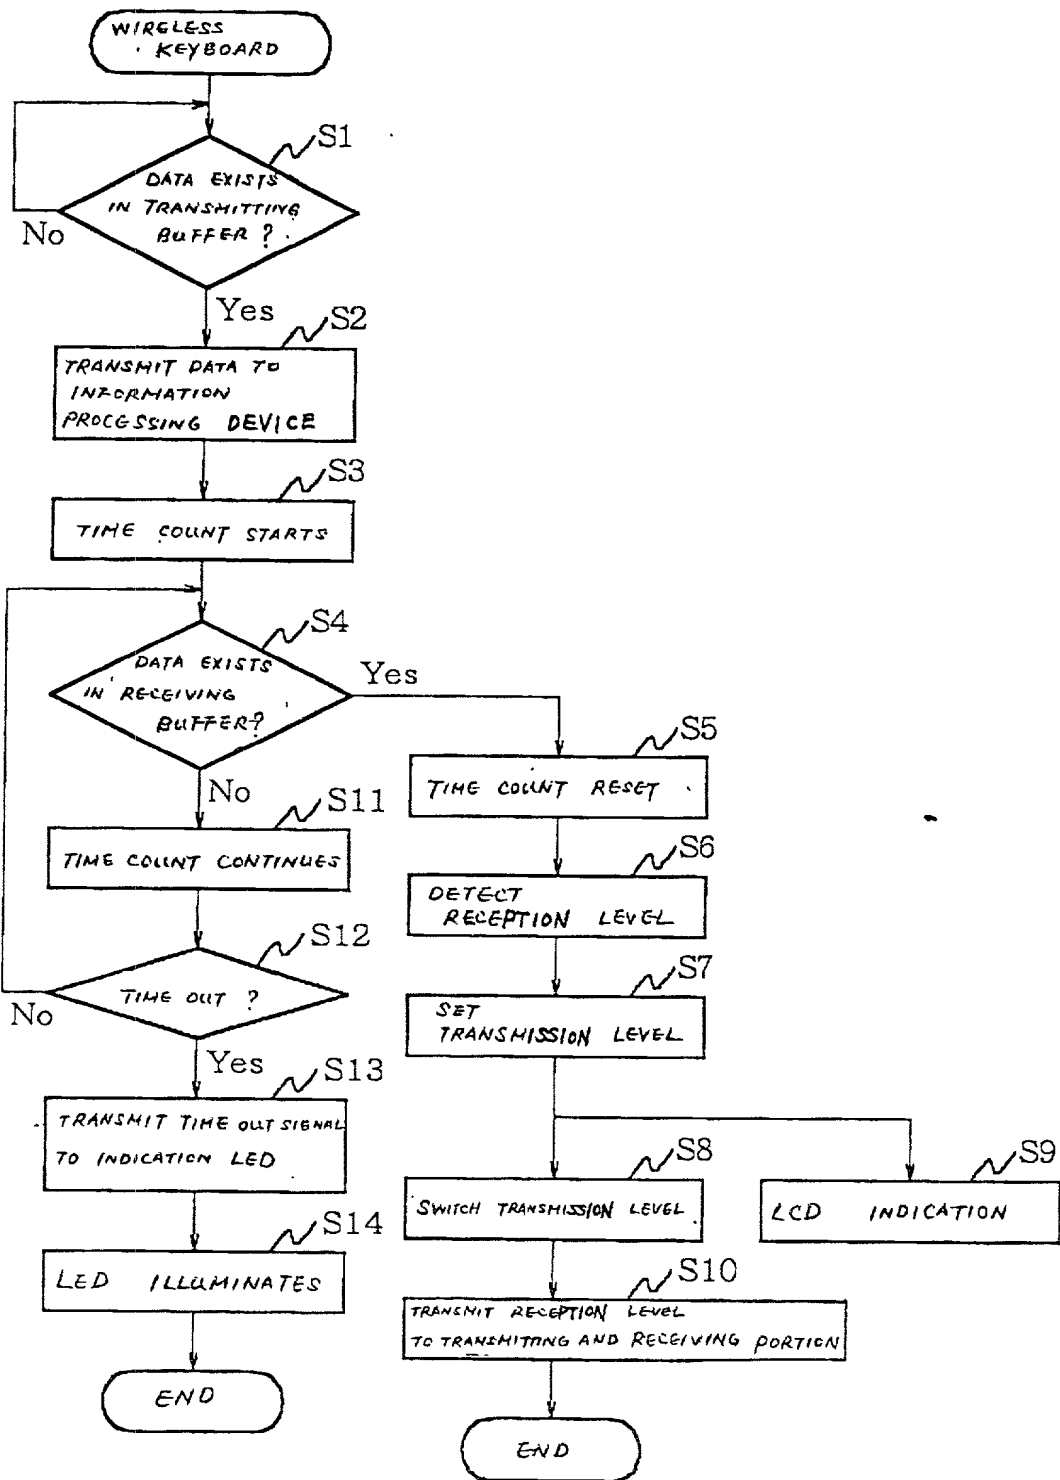 WIRELESS
KEYBOARD
S1
DATA EXISTS
IN TRANSMITTING
BUFFER?
No
Yes
S2
TRANSMIT DATA TO
INFORMATION
PROCESSING DEVICE
S3
TIME COUNT STARTS
S4
DATA EXISTS
IN RECEIVING
BUFFER?
Yes
No
S5
TIME COUNT RESET
S11
TIME COUNT CONTINUES
S6
DETECT
RECEPTION LEVEL
S12
TIME OUT ?
No
Yes
S7
SET
TRANSMISSION LEVEL
S13
TRANSMIT TIME OUT SIGNAL
TO INDICATION LED
S8
SWITCH TRANSMISSION LEVEL
S9
LCD INDICATION
S14
LED ILLUMINATES
S10
TRANSMIT RECEPTION LEVEL
TO TRANSMITTING AND RECEIVING PORTION
END
END